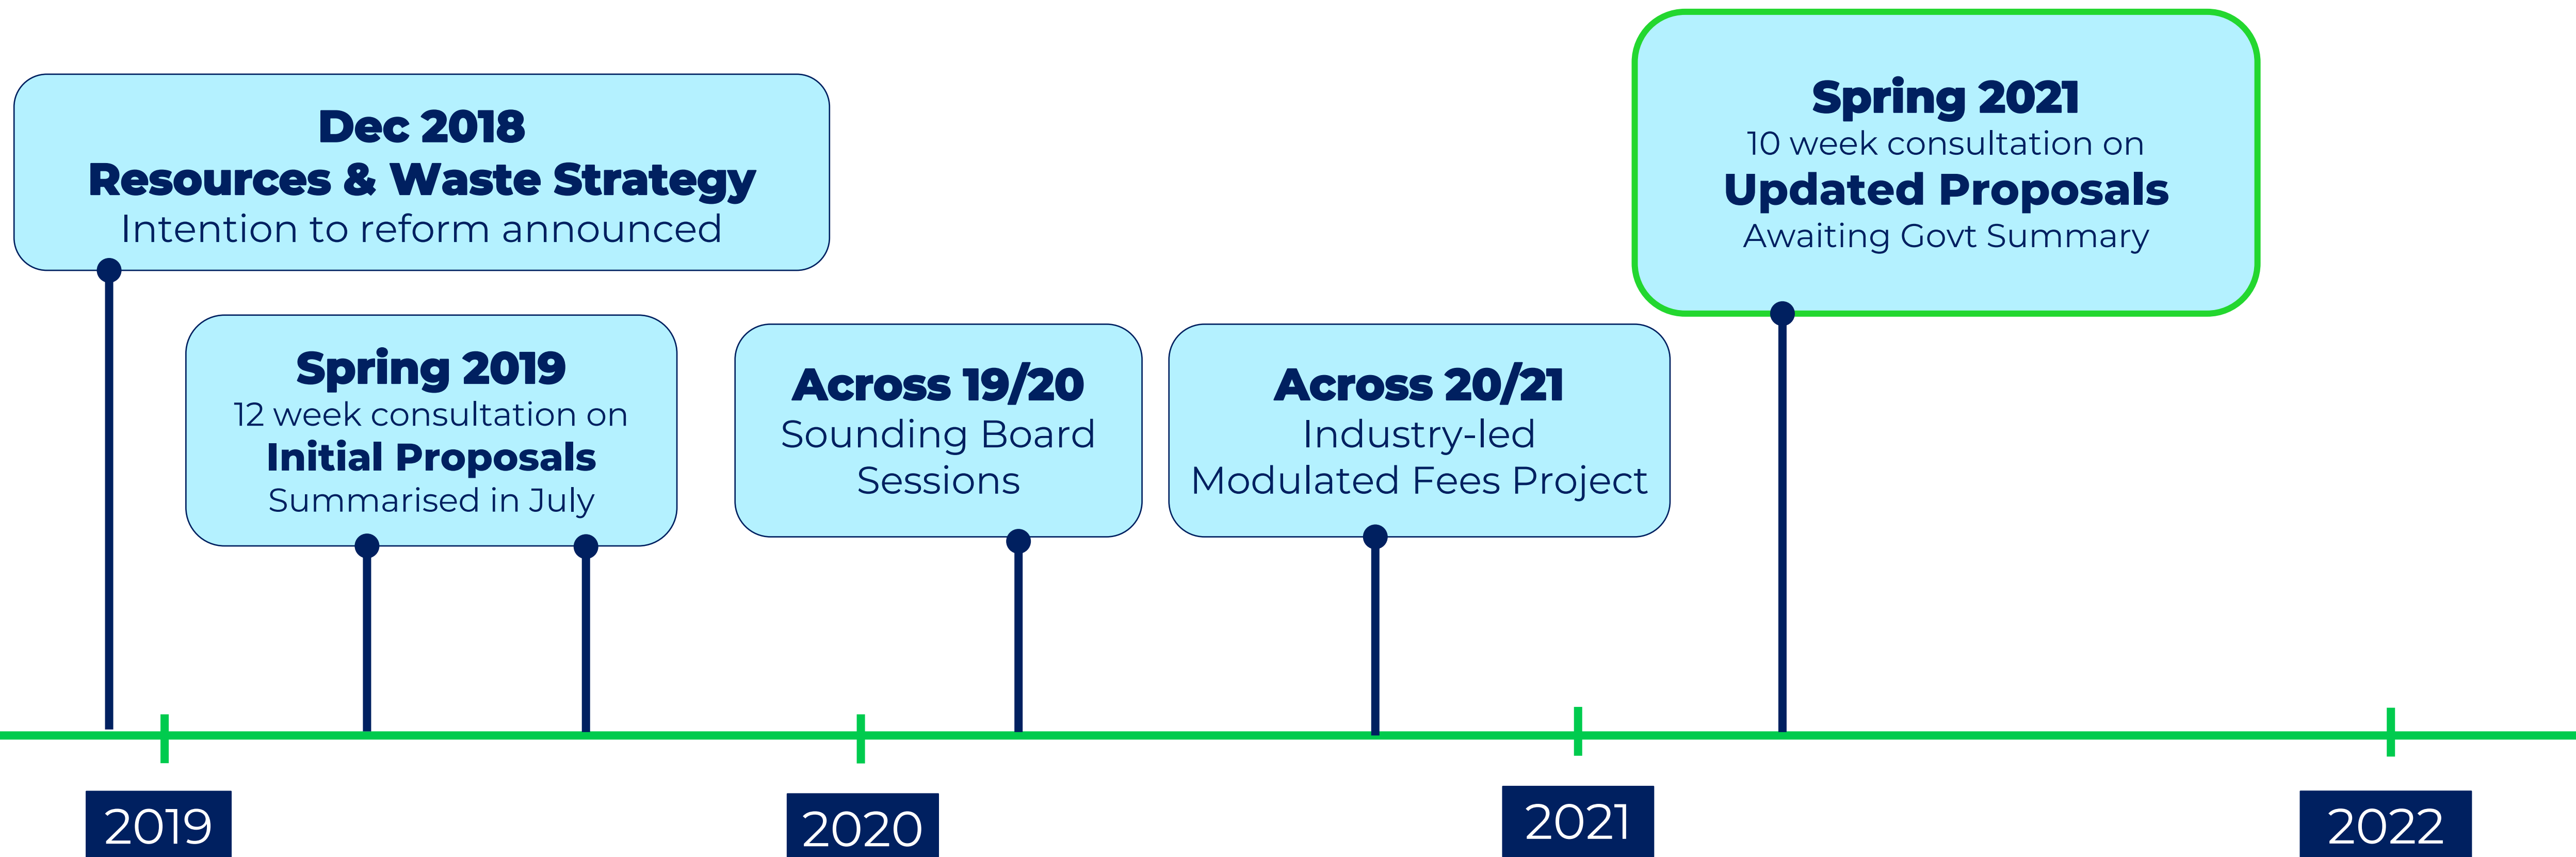 Dec 2018
Resources & Waste Strategy
Intention to reform announced
Spring 2019
12 week consultation on
Initial Proposals
Summarised in July
Across 19/20
Sounding Board
Sessions
Across 20/21
Industry-led
Modulated Fees Project
Spring 2021
10 week consultation on
Updated Proposals
Awaiting Govt Summary
2019
2020
2021
2022